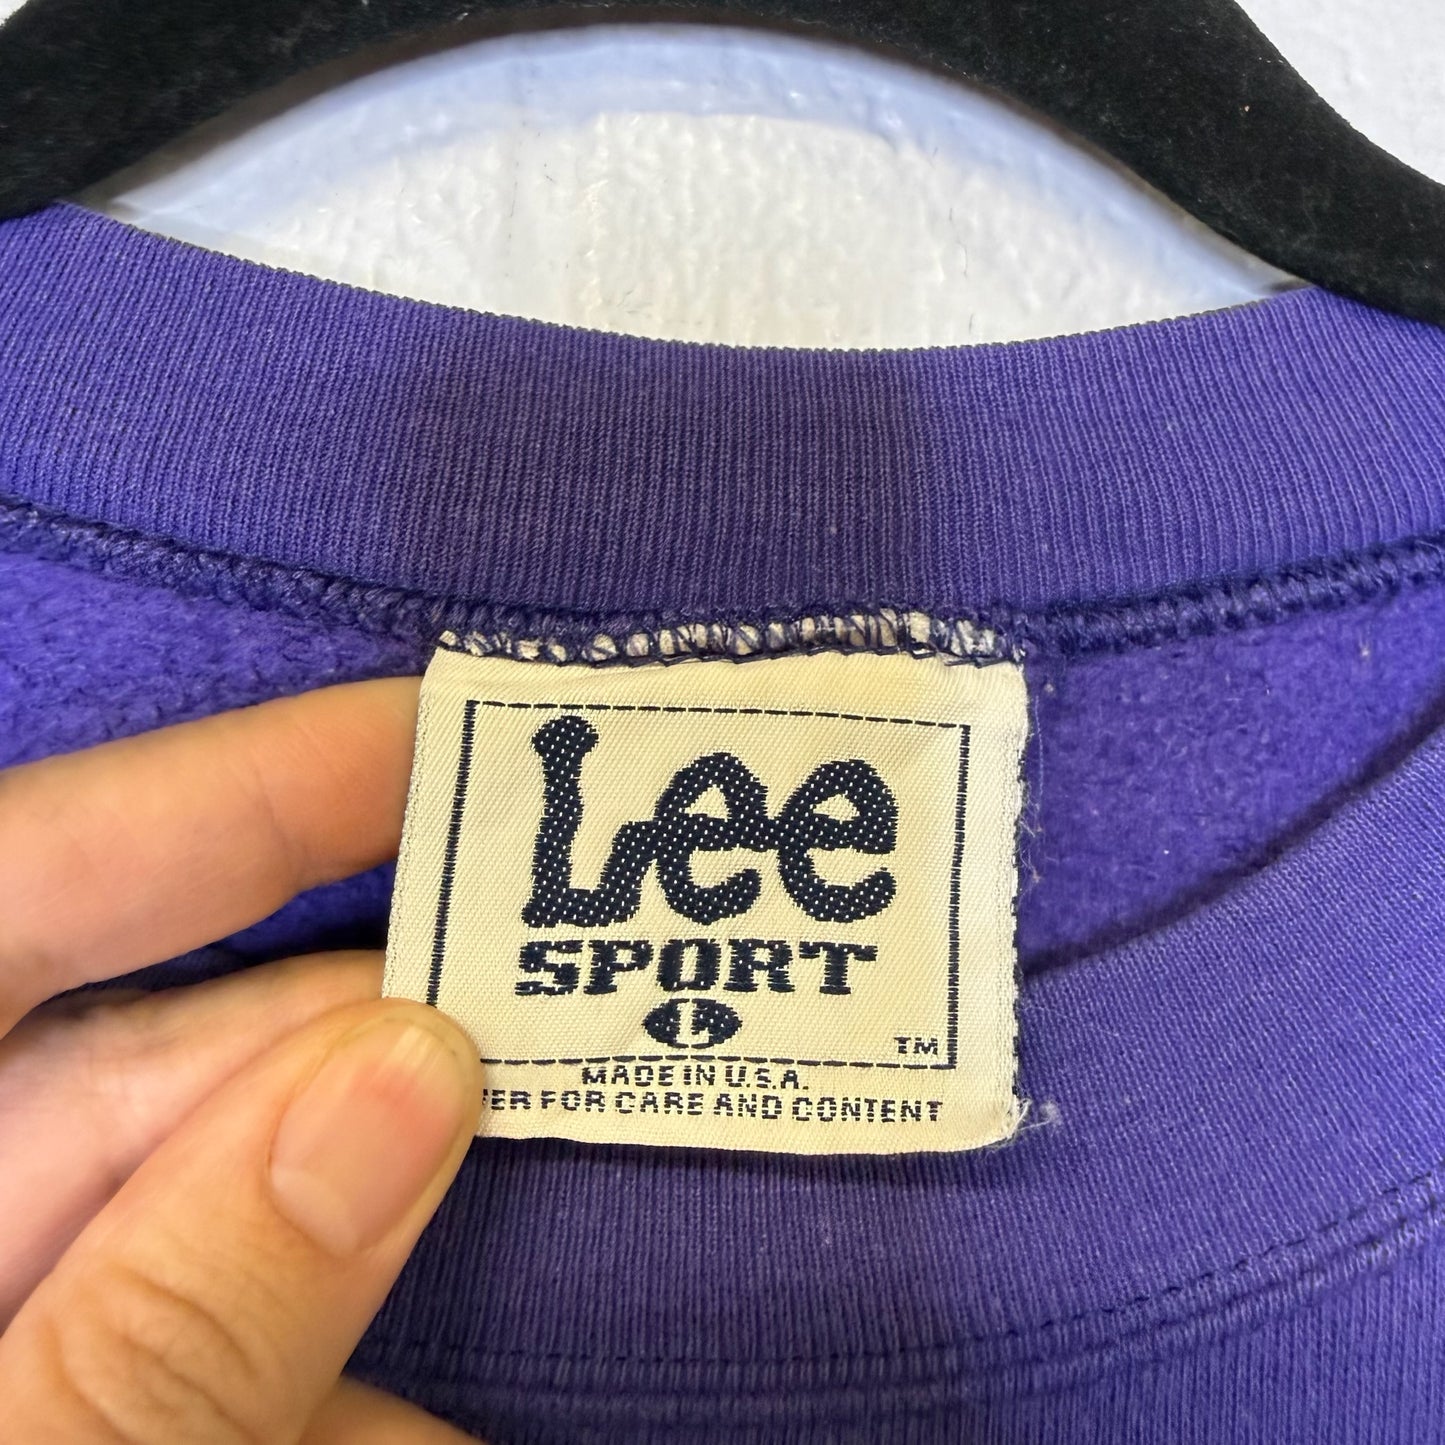 Lee
SPORT
L
TM
MADE IN U.S.A.
FOR CARE AND CONTENT